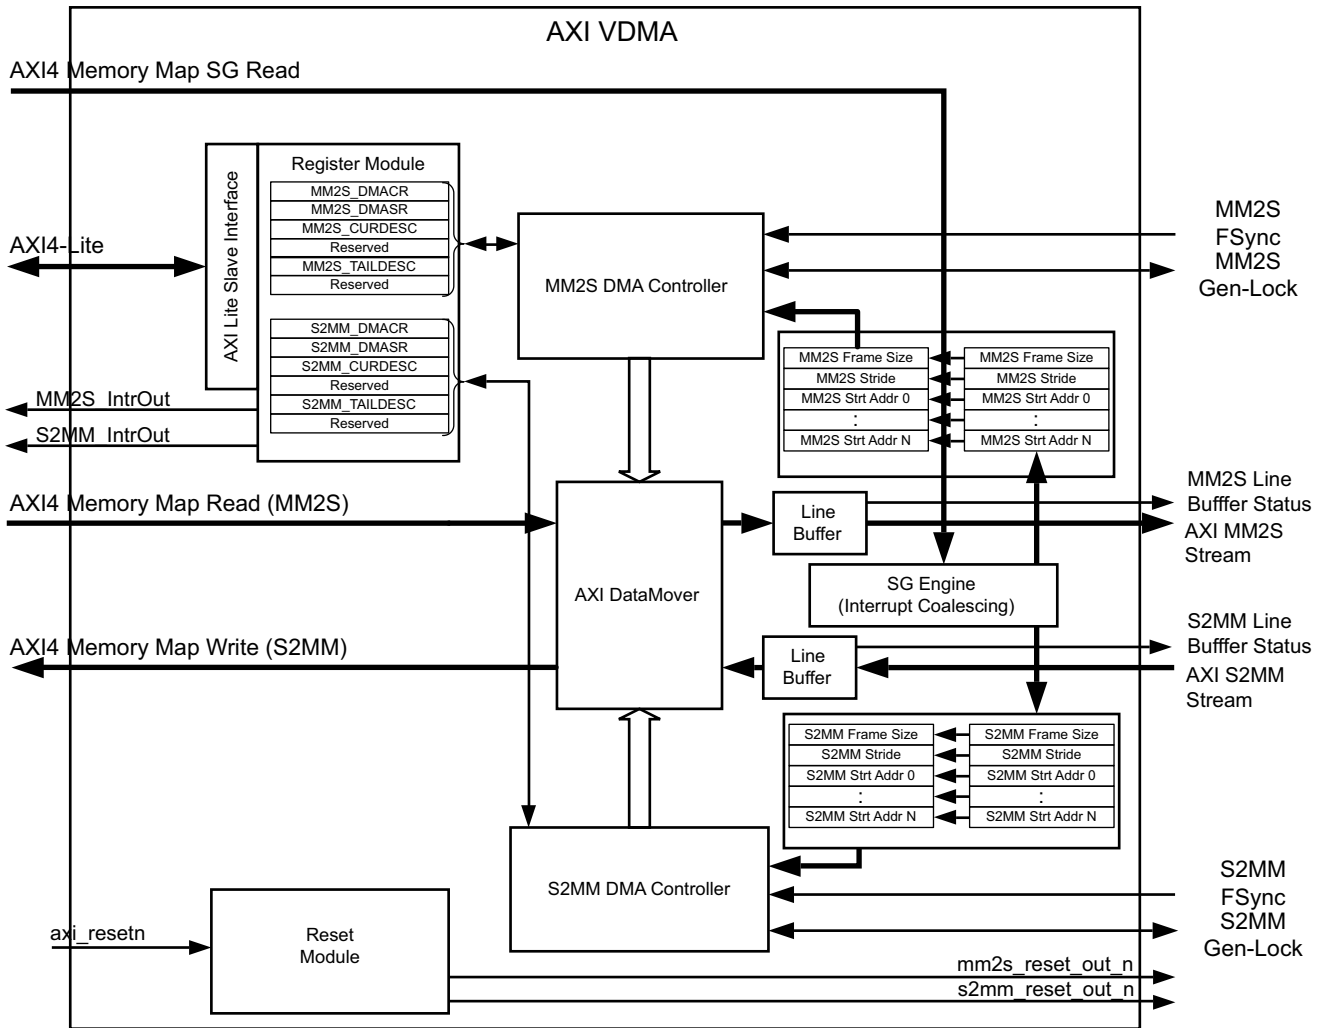 AXI VDMA
AXI4 Memory Map SG Read
AXI Lite Slave Interface
Register Module
MM2S_DMACR
MM2S_DMASR
MM2S_CURDESC
Reserved
MM2S_TAILDESC
Reserved
S2MM_DMACR
S2MM_DMASR
S2MM_CURDESC
Reserved
S2MM_TAILDESC
Reserved
AXI4-Lite
MM2S_IntrOut
S2MM_IntrOut
MM2S DMA Controller
MM2S
FSync
MM2S
Gen-Lock
MM2S Frame Size
MM2S Stride
MM2S Strt Addr 0
:
MM2S Strt Addr N
MM2S Frame Size
MM2S Stride
MM2S Strt Addr 0
:
MM2S Strt Addr N
AXI4 Memory Map Read (MM2S)
AXI DataMover
Line
Buffer
MM2S Line
Bufffer Status
AXI MM2S
Stream
SG Engine
(Interrupt Coalescing)
AXI4 Memory Map Write (S2MM)
Line
Buffer
S2MM Line
Bufffer Status
AXI S2MM
Stream
S2MM Frame Size
S2MM Stride
S2MM Strt Addr 0
:
S2MM Strt Addr N
S2MM Frame Size
S2MM Stride
S2MM Strt Addr 0
:
S2MM Strt Addr N
S2MM DMA Controller
S2MM
FSync
S2MM
Gen-Lock
axi_resetn
Reset
Module
mm2s_reset_out_n
s2mm_reset_out_n